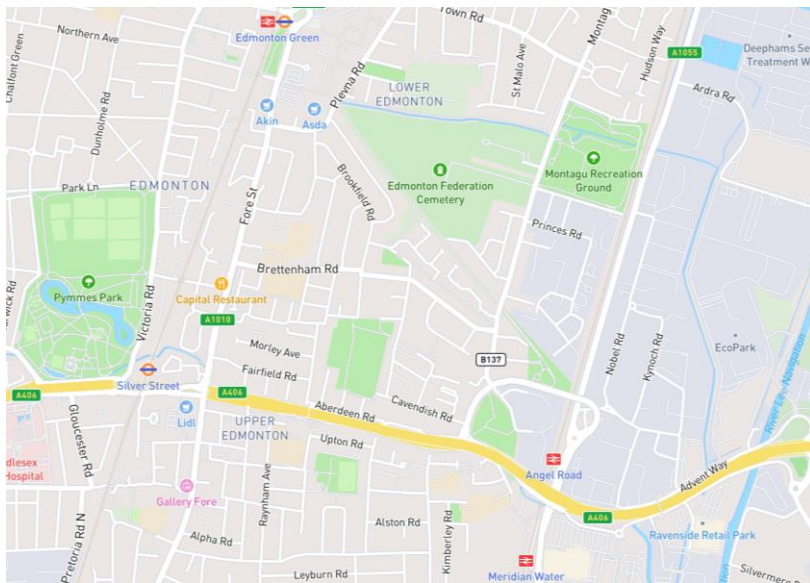 Edmonton Green
Town Rd
Montag
Hudson Way
A1055
Deephams Se
Treatment W
Northern Ave
Chalfont Green
Plevna Rd
St Malo Ave
Ardra Rd
LOWER
EDMONTON
Dunholme Rd
Akin
Asda
Park Ln
EDMONTON
Fore St
Brookfield Rd
Edmonton Federation
Cemetery
Montagu Recreation
Ground
Princes Rd
Brettenham Rd
Pymmes Park
Capital Restaurant
Victoria Rd
arwick Rd
A1010
Morley Ave
Fairfield Rd
B137
Nobel Rd
Kynoch Rd
EcoPark
River Lee Navigation
Silver Street
A406
A406
Lidl
Gloucester Rd
UPPER
EDMONTON
Aberdeen Rd
Cavendish Rd
Upton Rd
dlesex
Hospital
Raynham Ave
Angel Road
Advent Way
Gallery Fore
A406
Pretoria Rd N
Alpha Rd
Alston Rd
Kimberley Rd
Ravenside Retail Park
Leyburn Rd
Meridian Water
Silvermere